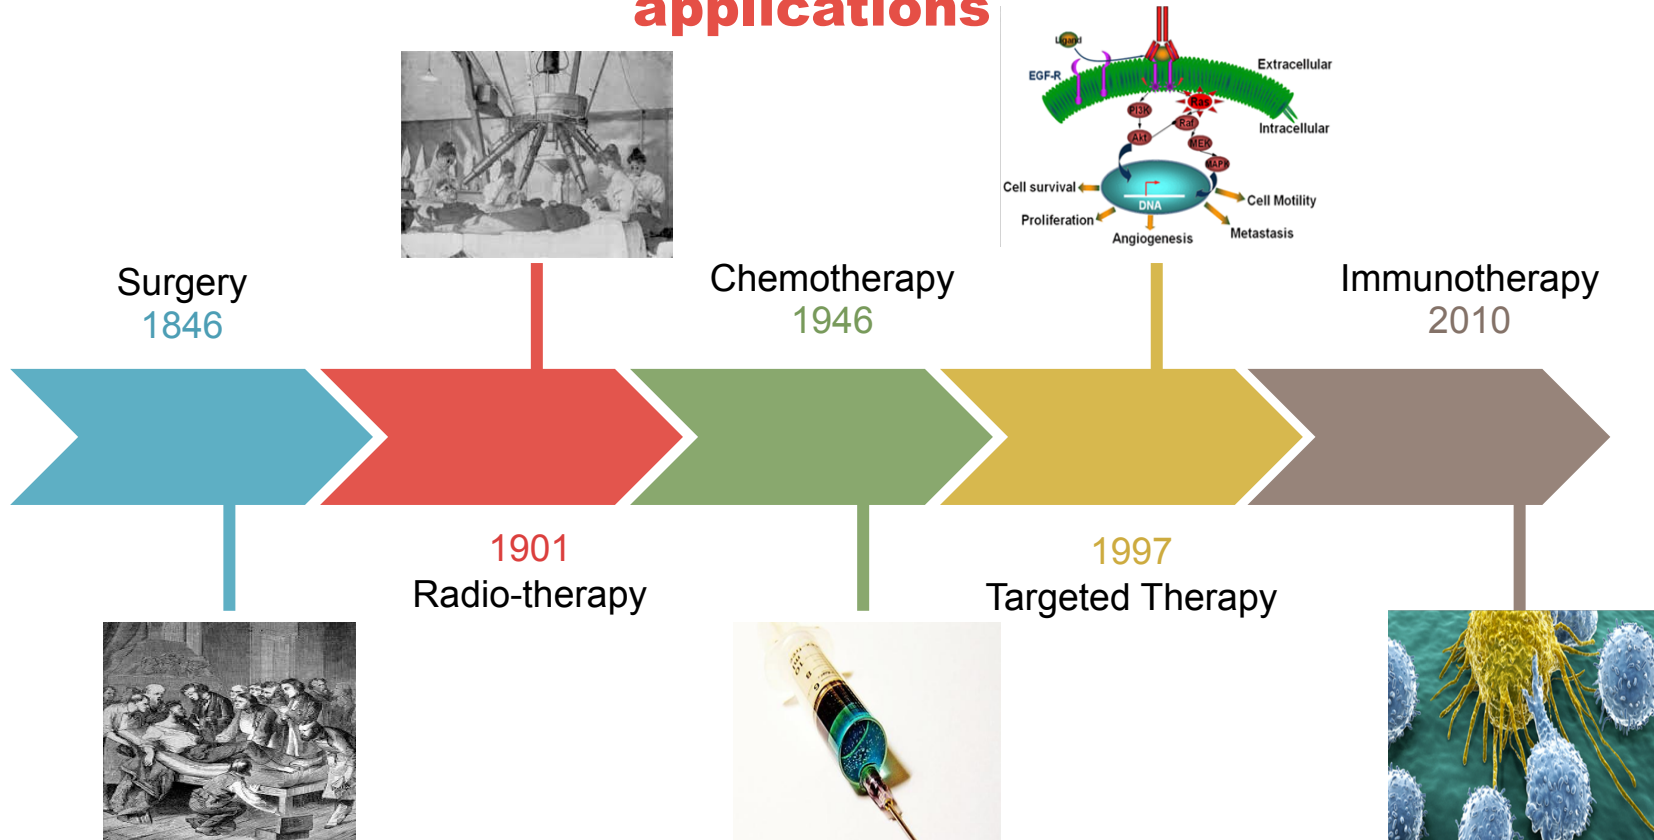 applications
Ligand
EGF-R
Extracellular
Intracellular
PI3K
Ras
Akt
Raf
MEK
MAPK
Cell survival
DNA
Cell Motility
Proliferation
Angiogenesis
Metastasis
Surgery
1846
Chemotherapy
1946
Immunotherapy
2010
1901
Radio-therapy
1997
Targeted Therapy